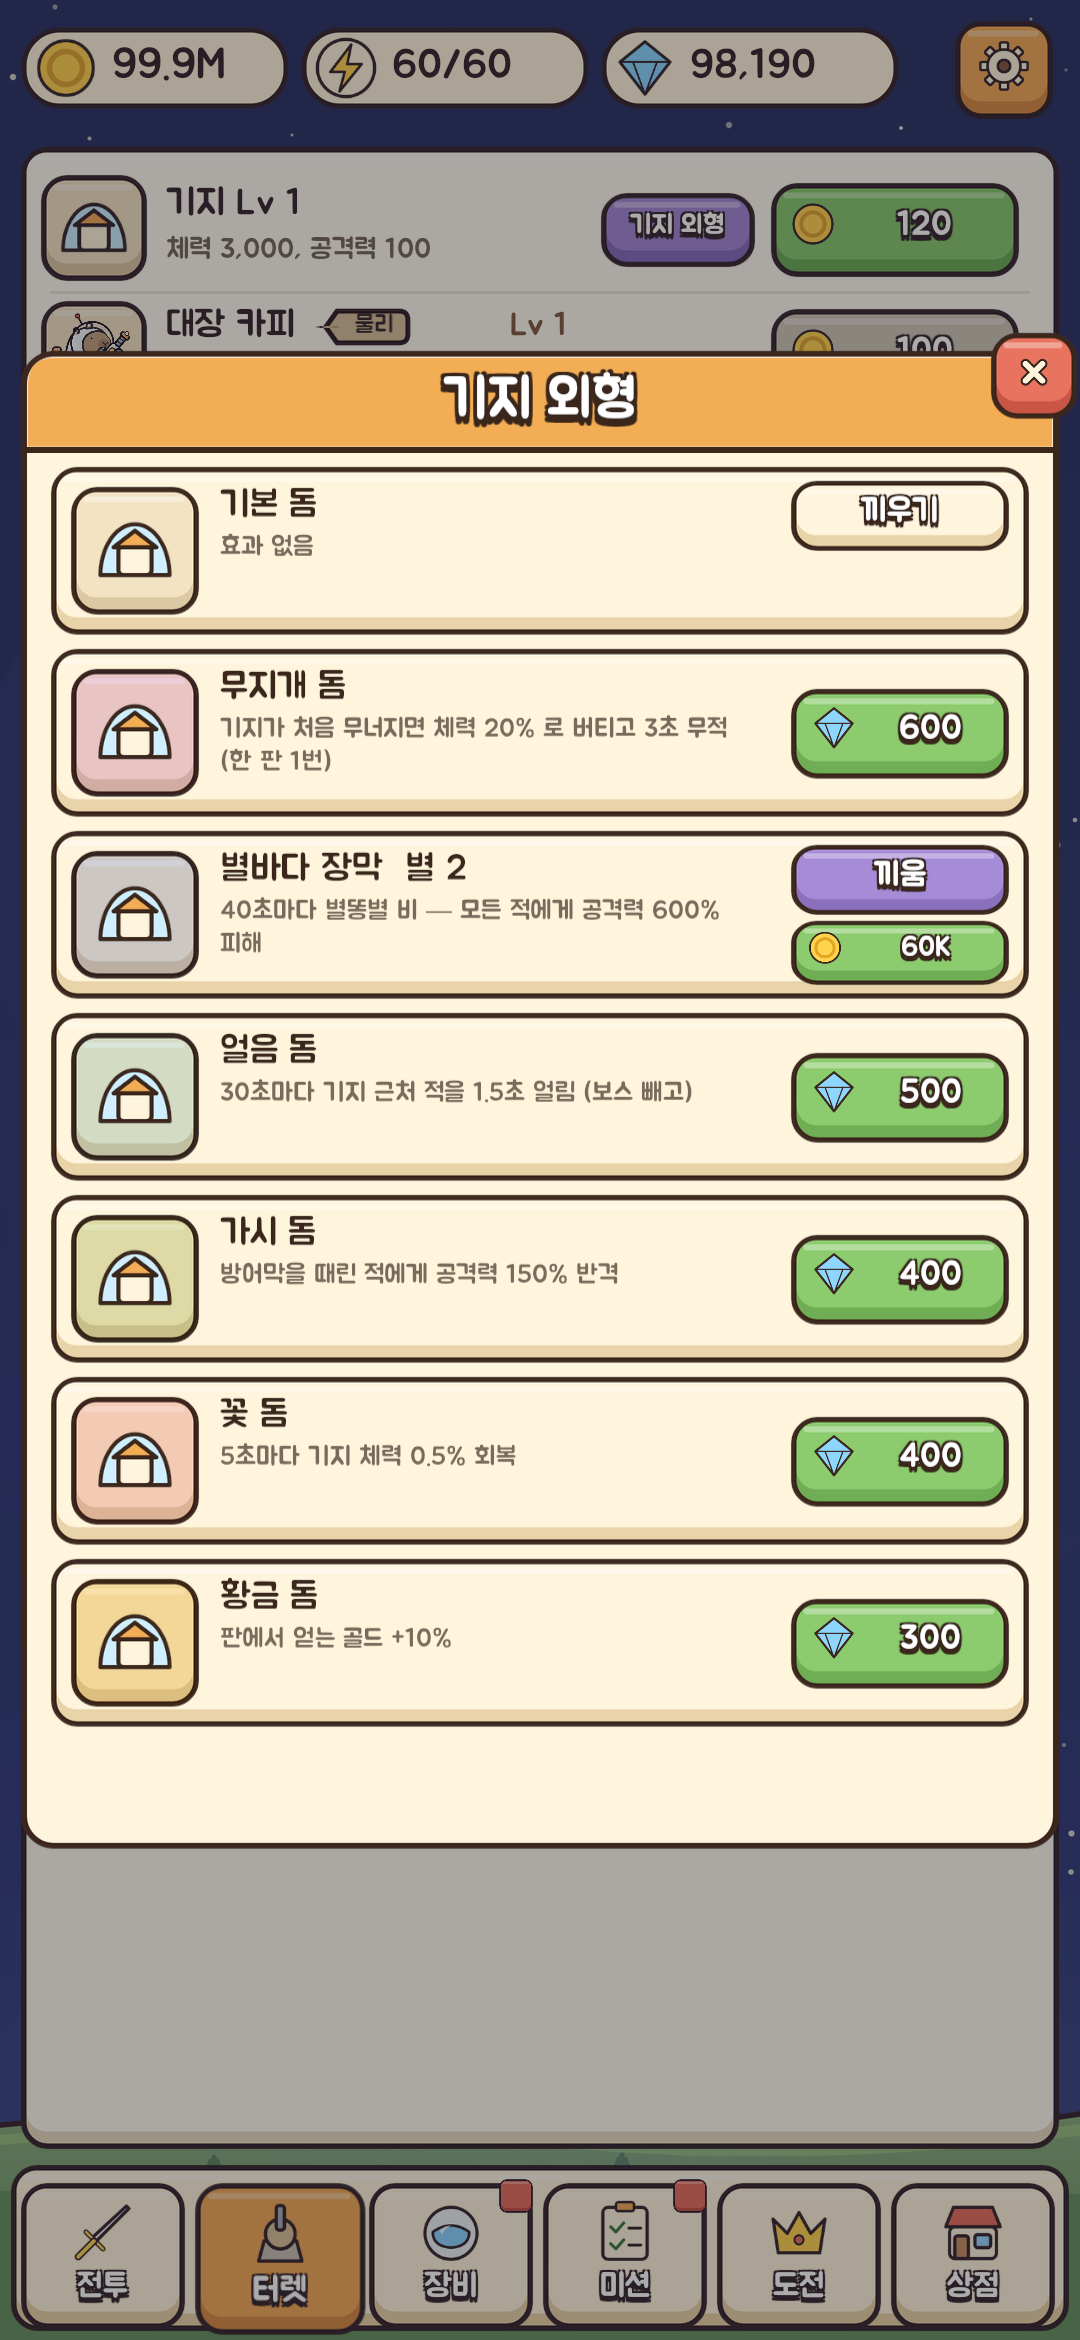 99.9M
60/60
98,190
기지 Lv 1
체력 3,000, 공격력 100
기지 외형
120
대장 카피
물리
Lv 1
100
기지 외형
기본 돔
효과 없음
끼우기
무지개 돔
기지가 처음 무너지면 체력 20% 로 버티고 3초 무적
(한 판 1번)
600
별바다 장막 별 2
40초마다 별똥별 비 — 모든 적에게 공격력 600%
피해
끼움
60K
얼음 돔
30초마다 기지 근처 적을 1.5초 얼림 (보스 빼고)
500
가시 돔
방어막을 때린 적에게 공격력 150% 반격
400
꽃 돔
5초마다 기지 체력 0.5% 회복
400
황금 돔
판에서 얻는 골드 +10%
300
전투
터렛
장비
미션
도전
상점